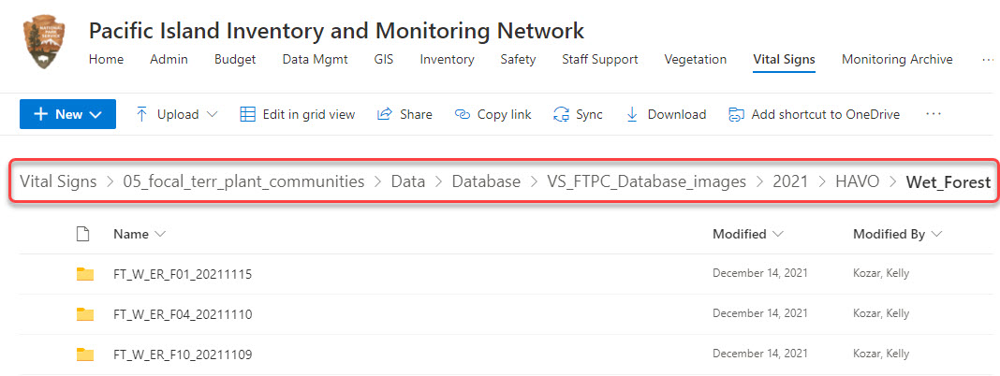 NATIONAL PARK SERVICE
Pacific Island Inventory and Monitoring Network
Home Admin Budget Data Mgmt GIS Inventory Safety Staff Support Vegetation Vital Signs Monitoring Archive ...
+ New Upload Edit in grid view Share Copy link Sync Download Add shortcut to OneDrive ...
Vital Signs > 05_focal_terr_plant_communities > Data > Database > VS_FTPC_Database_images > 2021 > HAVO > Wet_Forest
Name Modified Modified By
FT_W_ER_F01_20211115 December 14, 2021 Kozar, Kelly
FT_W_ER_F04_20211110 December 14, 2021 Kozar, Kelly
FT_W_ER_F10_20211109 December 14, 2021 Kozar, Kelly